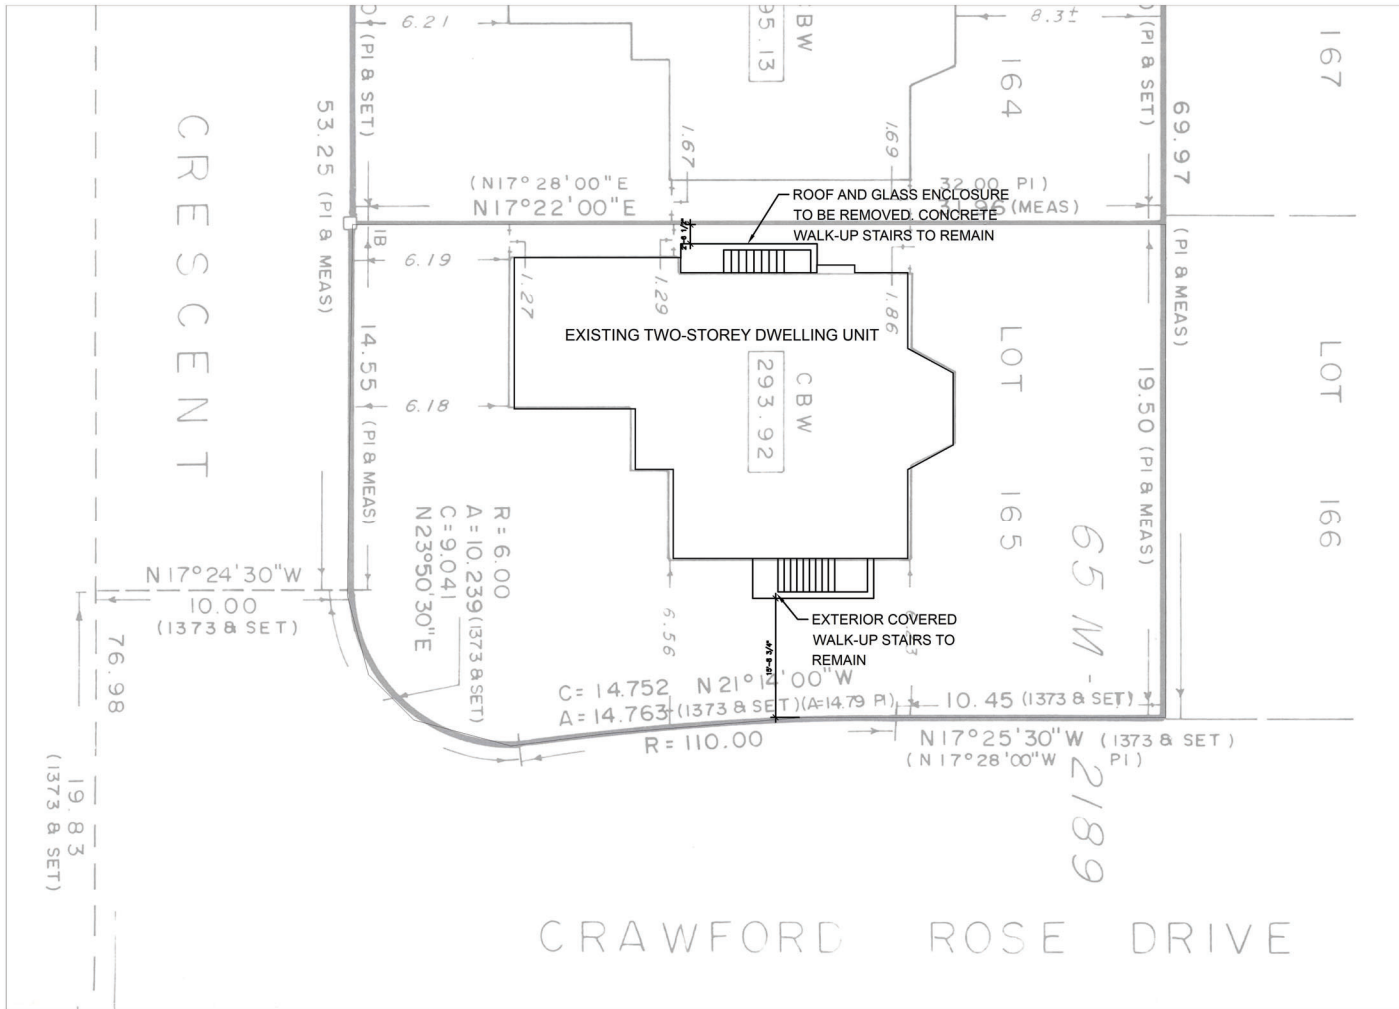 6.21
95.13
CBW
8.3±
(PI & SET)
164
(PI & SET)
167
53.25 (PI & MEAS)
69.97 (PI & MEAS)
1.67
1.69
(N17°28'00"E
N17°22'00"E
32.00 PI)
31.96 (MEAS)
ROOF AND GLASS ENCLOSURE
TO BE REMOVED. CONCRETE
WALK-UP STAIRS TO REMAIN
CRESCENT
IB
6.19
1.27
1.29
1.86
EXISTING TWO-STOREY DWELLING UNIT
14.55 (PI & MEAS)
6.18
293.92
CBW
LOT 165
19.50 (PI & MEAS)
LOT 166
R = 6.00
A = 10.239 (1373 & SET)
C = 9.041
N23°50'30"E
65 M - 2189
N17°24'30"W
10.00
(1373 & SET)
76.98
6.56
EXTERIOR COVERED
WALK-UP STAIRS TO
REMAIN
C = 14.752 N 21°14'00"W
A = 14.763 (1373 & SET)(A=14.79 PI)
R = 110.00
10.45 (1373 & SET)
N17°25'30"W (1373 & SET)
(N17°28'00"W PI)
19.83
(1373 & SET)
CRAWFORD ROSE DRIVE